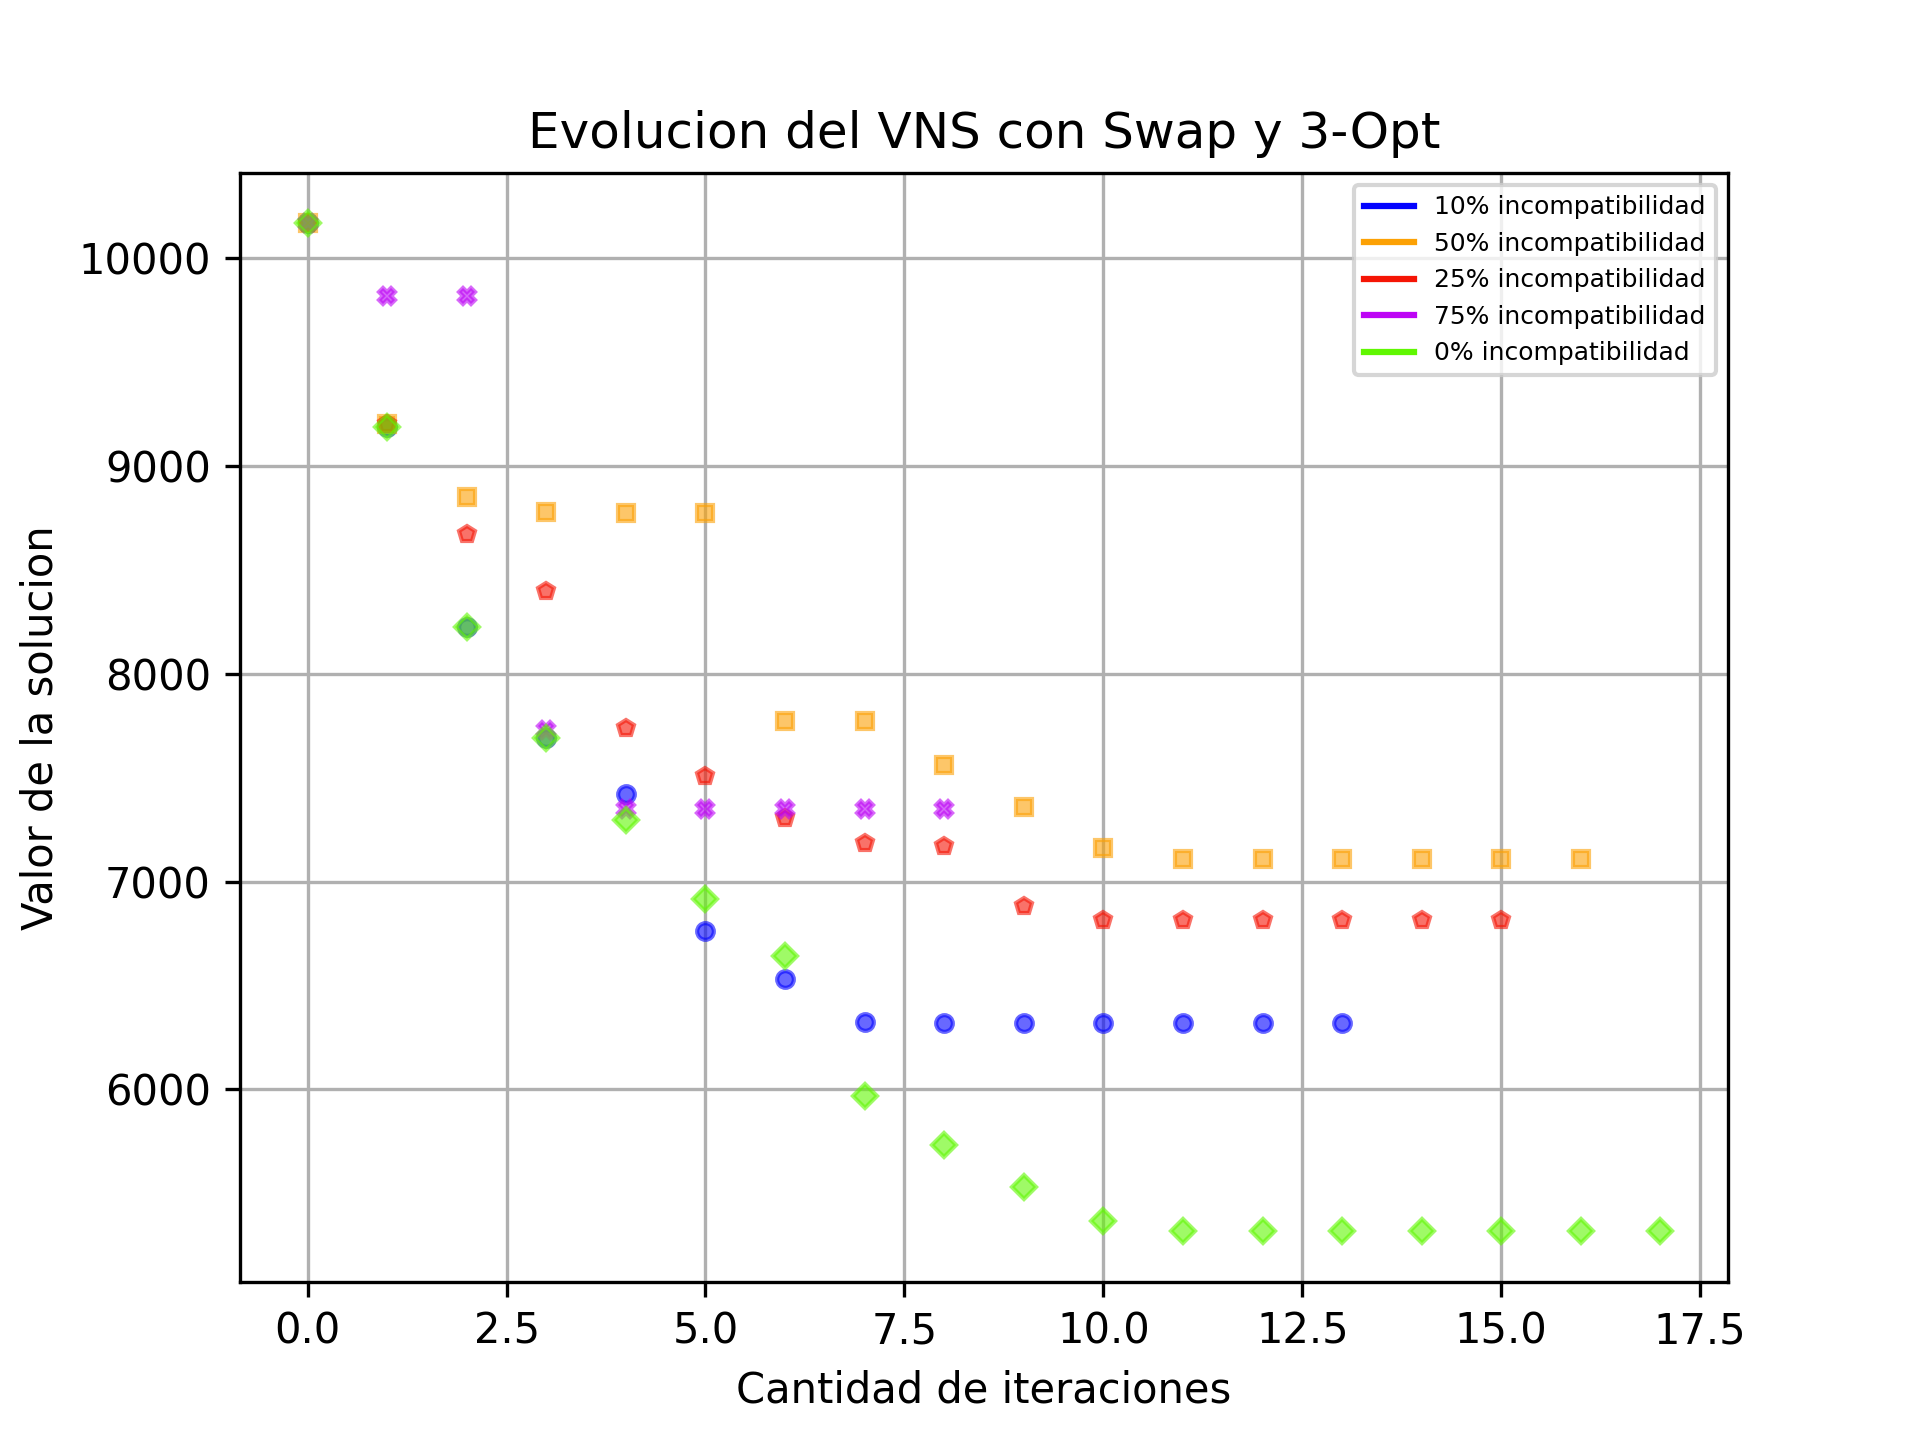 Evolucion del VNS con Swap y 3-Opt
10% incompatibilidad
50% incompatibilidad
25% incompatibilidad
75% incompatibilidad
0% incompatibilidad
Valor de la solucion
10000
9000
8000
7000
6000
0.0 2.5 5.0 7.5 10.0 12.5 15.0 17.5
Cantidad de iteraciones